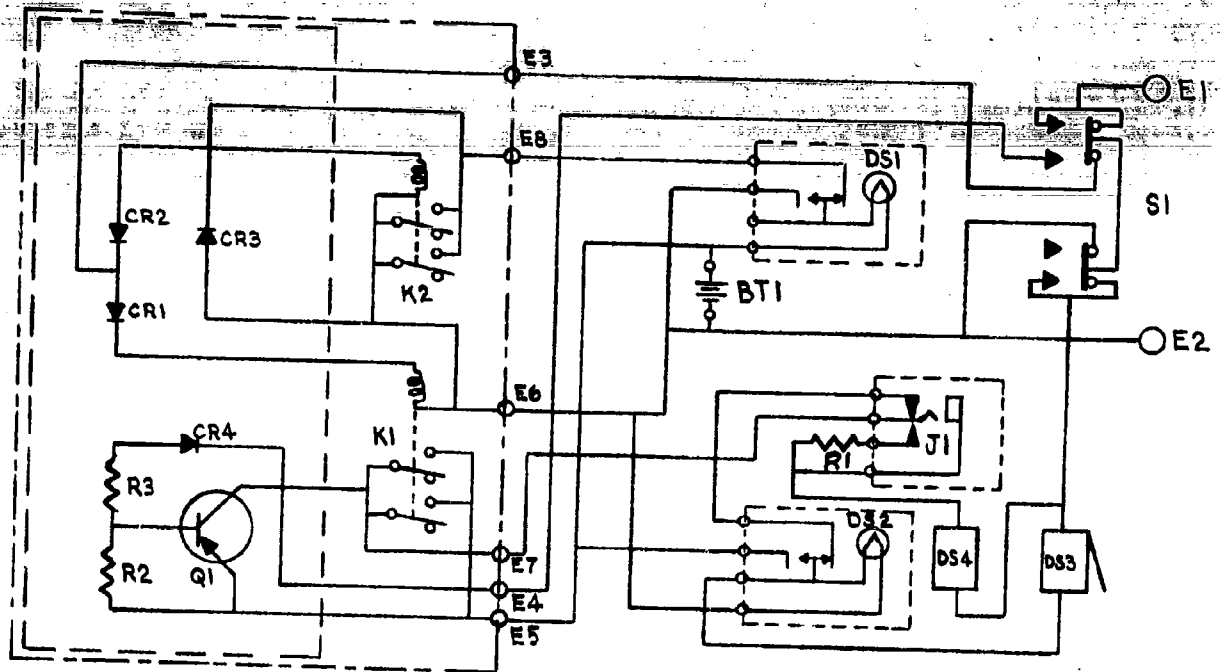 E3
E1
E8
DS1
S1
CR2
CR3
K2
BT1
CR1
E2
E6
CR4
K1
J1
R1
R3
DS2
DS4
DS3
R2
Q1
E7
E4
E5